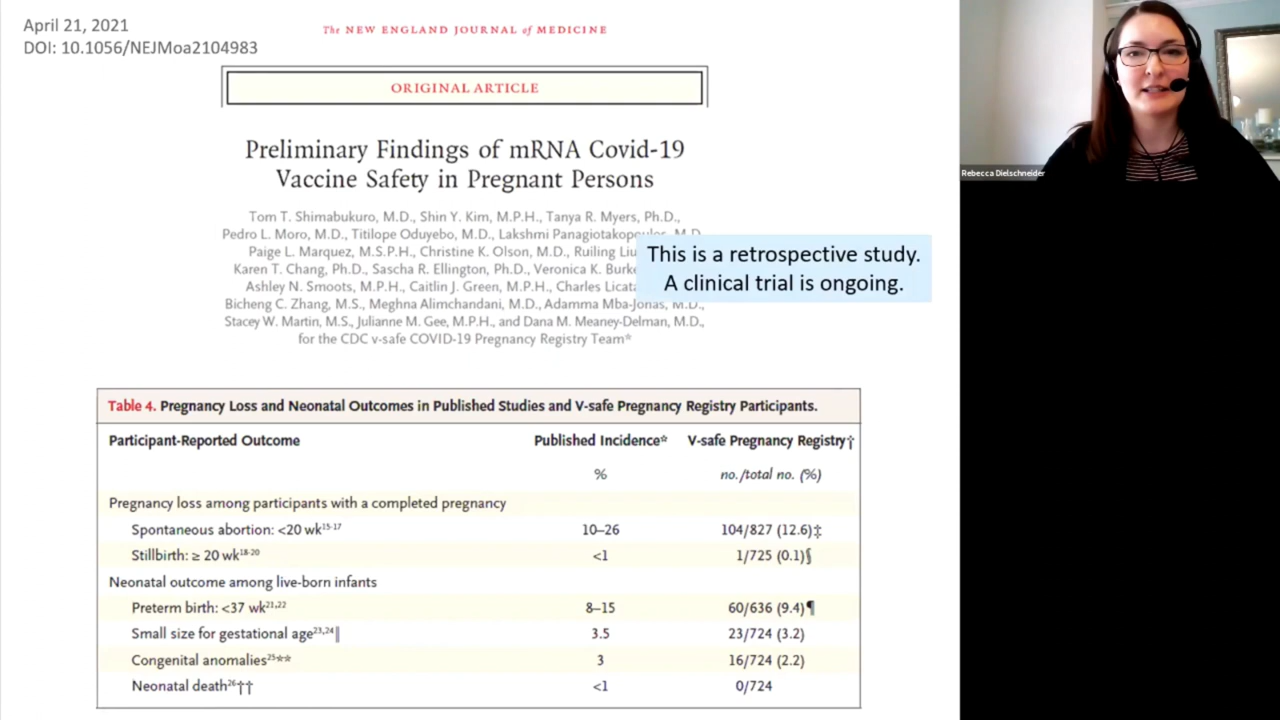 April 21, 2021
DOI: 10.1056/NEJMoa2104983
The NEW ENGLAND JOURNAL of MEDICINE
ORIGINAL ARTICLE
Preliminary Findings of mRNA Covid-19
Vaccine Safety in Pregnant Persons
Tom T. Shimabukuro, M.D., Shin Y. Kim, M.P.H., Tanya R. Myers, Ph.D.,
Pedro L. Moro, M.D., Titilope Oduyebo, M.D., Lakshmi
Paige L. Marquez, M.S.P.H., Christine K. Olson, M.D., Ruiling
Karen T. Chang, Ph.D., Sascha R. Ellington, Ph.D., Veronica K.
Ashley N. Smoots, M.P.H., Caitlin J. Green, M.P.H., Charles
Bicheng C. Zhang, M.S., Meghna Alimchandani, M.D., Adamma Mba-Jonas, M.D.,
Stacey W. Martin, M.S., Julianne M. Gee, M.P.H., and Dana M. Meaney-Delman, M.D.,
for the CDC v-safe COVID-19 Pregnancy Registry Team*
This is a retrospective study.
A clinical trial is ongoing.
Table 4. Pregnancy Loss and Neonatal Outcomes in Published Studies and V-safe Pregnancy Registry Participants.
Participant-Reported Outcome Published Incidence* V-safe Pregnancy Registry†
% no./total no. (%)
Pregnancy loss among participants with a completed pregnancy
Spontaneous abortion: <20 wk15-17 10–26 104/827 (12.6)‡
Stillbirth: ≥ 20 wk18-20 <1 1/725 (0.1)§
Neonatal outcome among live-born infants
Preterm birth: <37 wk21,22 8–15 60/636 (9.4)¶
Small size for gestational age23,24‖ 3.5 23/724 (3.2)
Congenital anomalies25** 3 16/724 (2.2)
Neonatal death26†† <1 0/724
Rebecca Dielschneider